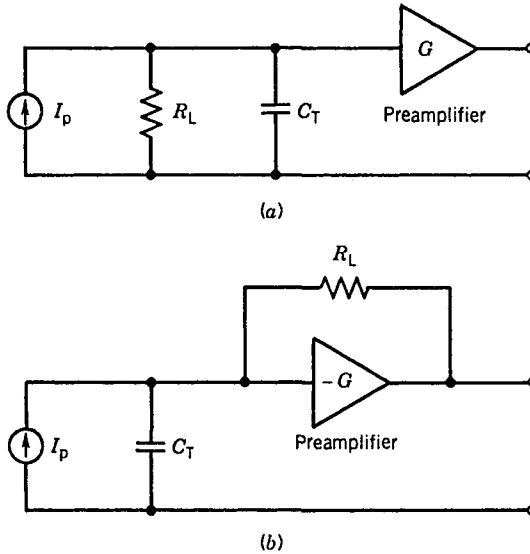 G
I_p
R_L
C_T
Preamplifier
(a)
R_L
-G
I_p
C_T
Preamplifier
(b)